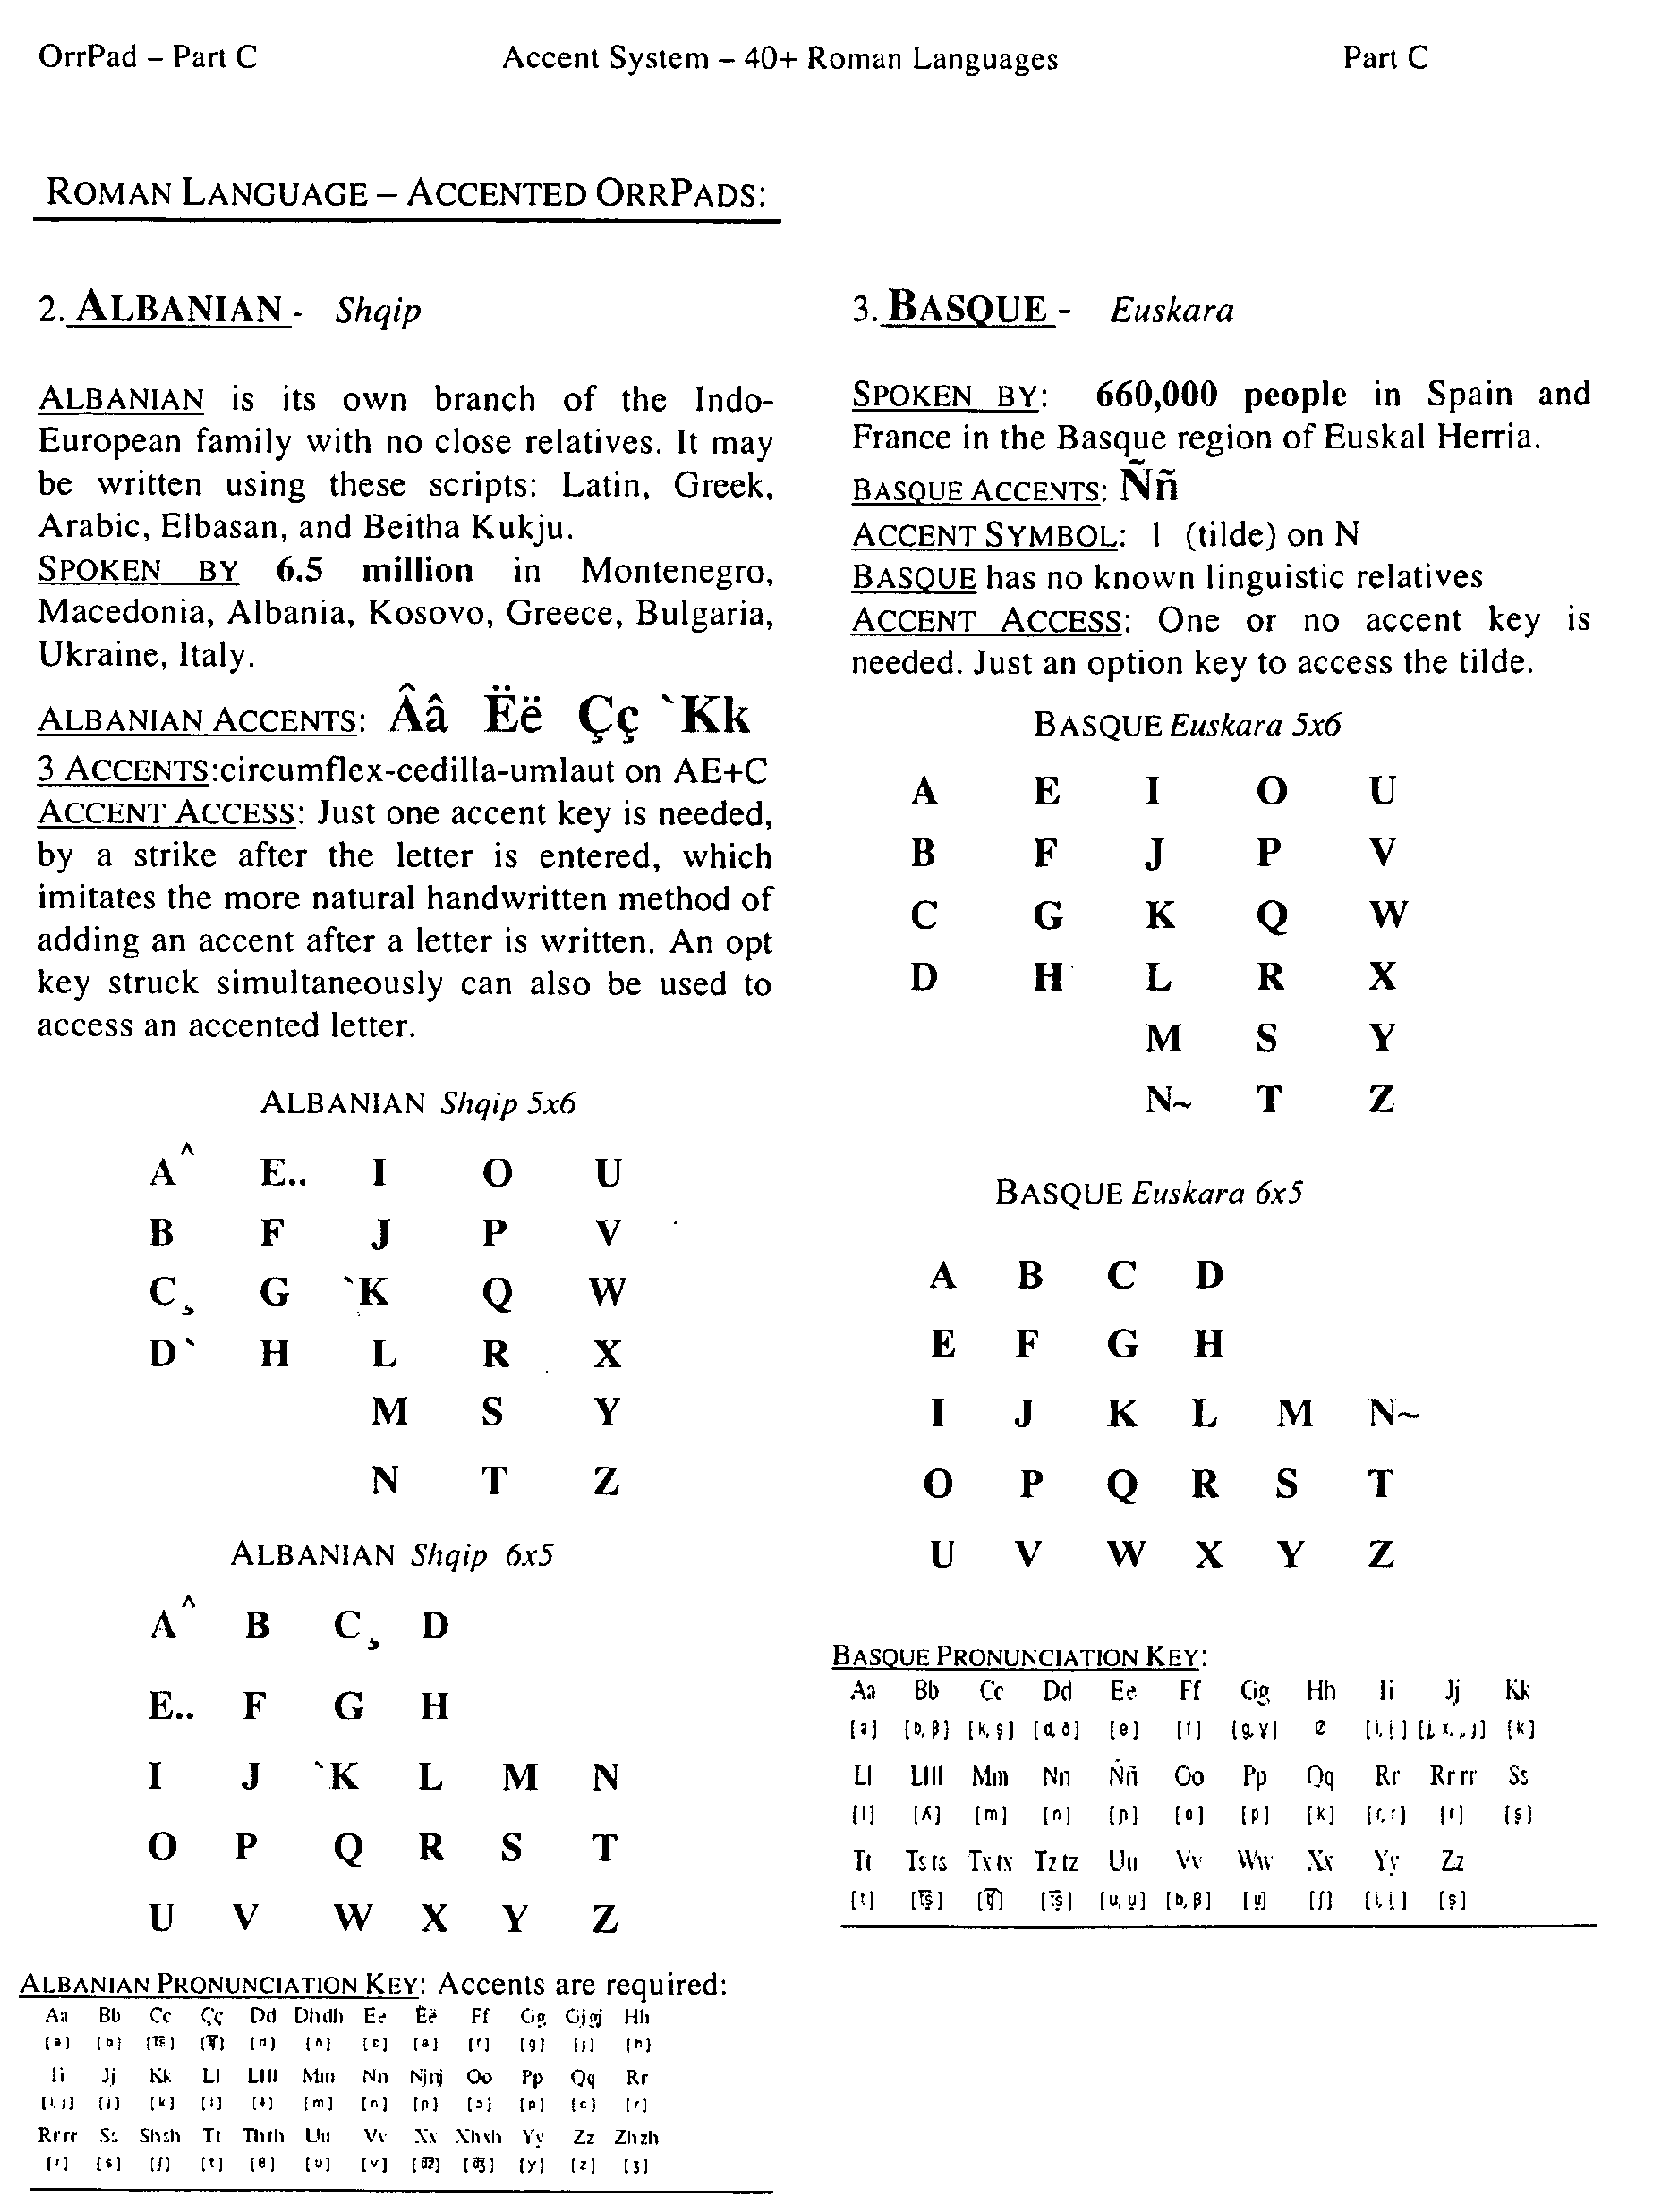 OrrPad – Part C Accent System – 40+ Roman Languages Part C
ROMAN LANGUAGE – ACCENTED ORRPADS:
2. ALBANIAN - Shqip
ALBANIAN is its own branch of the Indo-
European family with no close relatives. It may
be written using these scripts: Latin, Greek,
Arabic, Elbasan, and Beitha Kukju.
SPOKEN BY 6.5 million in Montenegro,
Macedonia, Albania, Kosovo, Greece, Bulgaria,
Ukraine, Italy.
ALBANIAN ACCENTS: Ââ Ëë Çç `Kk
3 ACCENTS:circumflex-cedilla-umlaut on AE+C
ACCENT ACCESS: Just one accent key is needed,
by a strike after the letter is entered, which
imitates the more natural handwritten method of
adding an accent after a letter is written. An opt
key struck simultaneously can also be used to
access an accented letter.
ALBANIAN Shqip 5x6
A^ E.. I O U
B F J P V
C¸ G `K Q W
D` H L R X
M S Y
N T Z
ALBANIAN Shqip 6x5
A^ B C¸ D
E.. F G H
I J `K L M N
O P Q R S T
U V W X Y Z
ALBANIAN PRONUNCIATION KEY: Accents are required:
Aa Bb Cc Çç Dd Dhdh Ee Ëë Ff Gg Gjgj Hh
Ii Jj Kk Ll Llll Mm Nn Njnj Oo Pp Qq Rr
[k] [m] [n] [ɲ] [ɔ] [p] [c] [r]
Rrrr Ss Shsh Tt Thth Uu Vv Xx Xhxh Yy Zz Zhzh
[r] [s] [ʃ] [t] [θ] [u] [v] [y] [z] [ʒ]
3. BASQUE - Euskara
SPOKEN BY: 660,000 people in Spain and
France in the Basque region of Euskal Herria.
BASQUE ACCENTS: Ññ
ACCENT SYMBOL: 1 (tilde) on N
BASQUE has no known linguistic relatives
ACCENT ACCESS: One or no accent key is
needed. Just an option key to access the tilde.
BASQUE Euskara 5x6
A E I O U
B F J P V
C G K Q W
D H L R X
M S Y
N~ T Z
BASQUE Euskara 6x5
A B C D
E F G H
I J K L M N~
O P Q R S T
U V W X Y Z
BASQUE PRONUNCIATION KEY:
Aa Bb Cc Dd Ee Ff Gg Hh Ii Jj Kk
[a] [b, β] [k, ş] [d, ð] [e] [f] [g, ɣ] Ø [k]
Ll Llll Mm Nn Ññ Oo Pp Qq Rr Rrrr Ss
[l] [ʎ] [m] [n] [ɲ] [o] [p] [k] [r] [ş]
Tt Tsts Txtx Tztz Uu Vv Ww Xx Yy Zz
[t] [b, β] [ʃ] [ş]